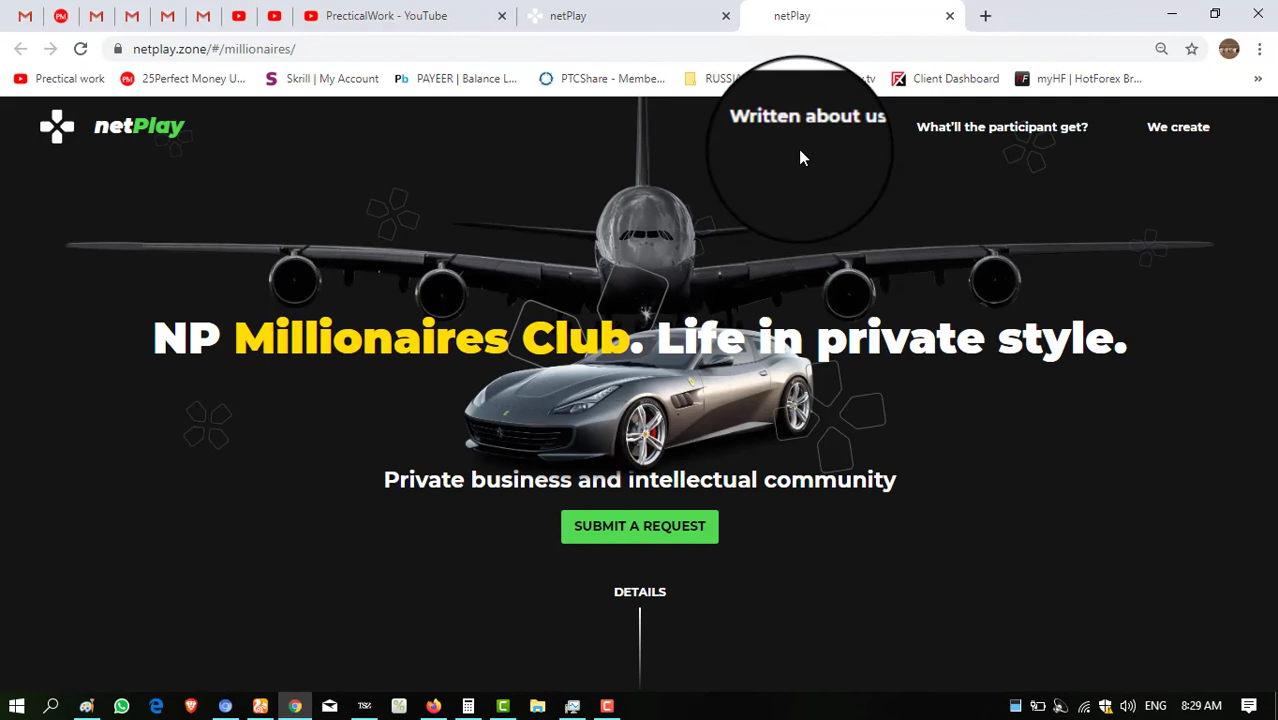 PrecticalWork - YouTube
netPlay
netPlay
netplay.zone/#/millionaires/
Prectical work
25Perfect Money U...
Skrill | My Account
PAYEER | Balance L...
PTCShare - Membe...
RUSSIA
.tv
Client Dashboard
myHF | HotForex Br...
netPlay
Written about us
What'll the participant get?
We create
NP Millionaires Club. Life in private style.
Private business and intellectual community
SUBMIT A REQUEST
DETAILS
ENG
8:29 AM